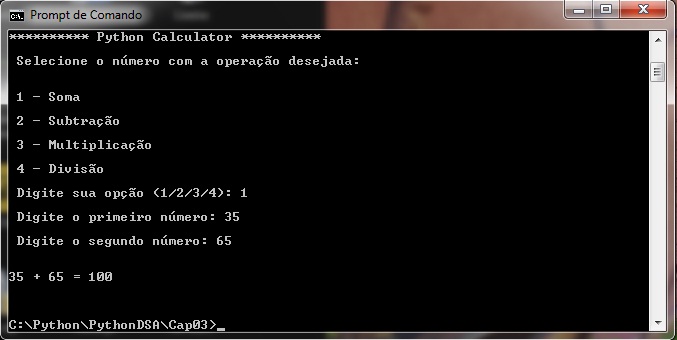 Prompt de Comando
********** Python Calculator **********
Selecione o número com a operação desejada:
1 - Soma
2 - Subtração
3 - Multiplicação
4 - Divisão
Digite sua opção (1/2/3/4): 1
Digite o primeiro número: 35
Digite o segundo número: 65
35 + 65 = 100
C:\Python\PythonDSA\Cap03>_